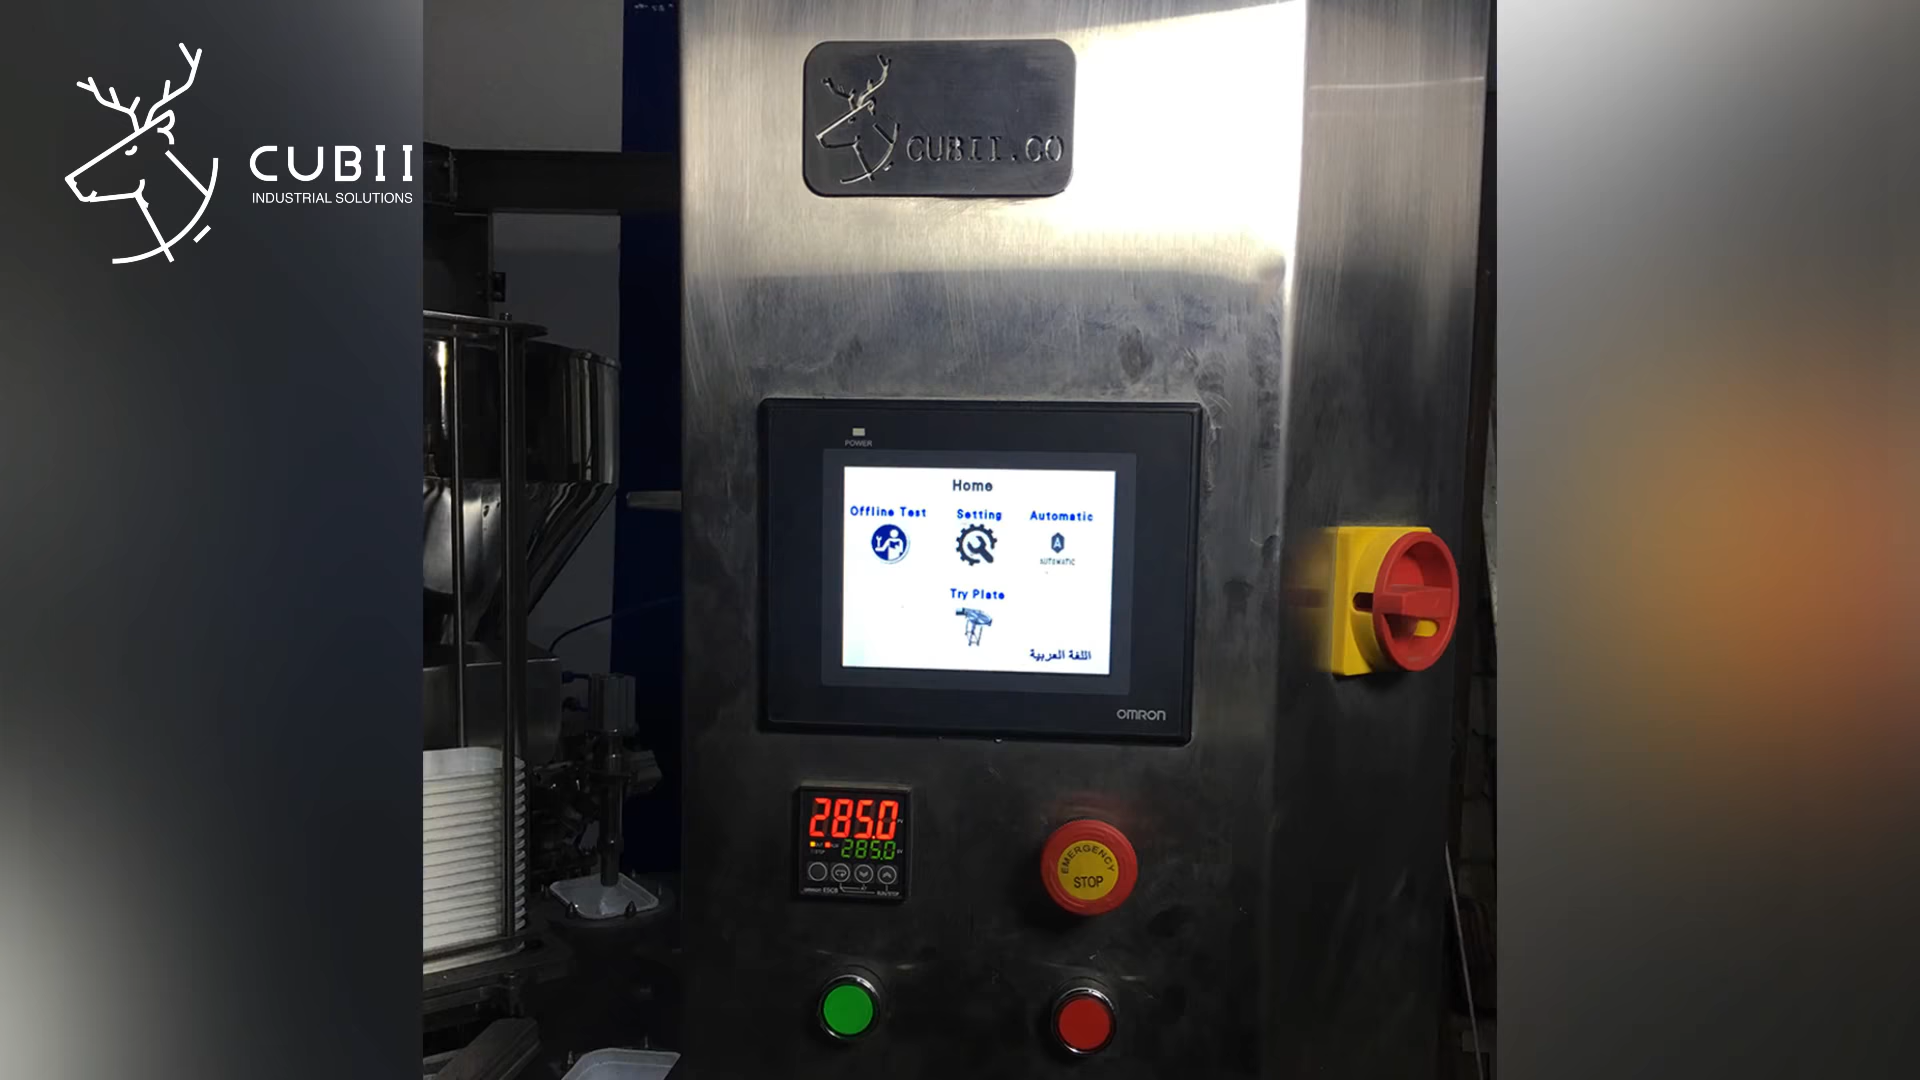 CUBII
INDUSTRIAL SOLUTIONS
CUBII.CO
POWER
Home
Offline Test
Setting
Automatic
A
AUTOMATIC
Try Plate
اللغة العربية
OMRON
285.0
285.0
EMERGENCY
STOP